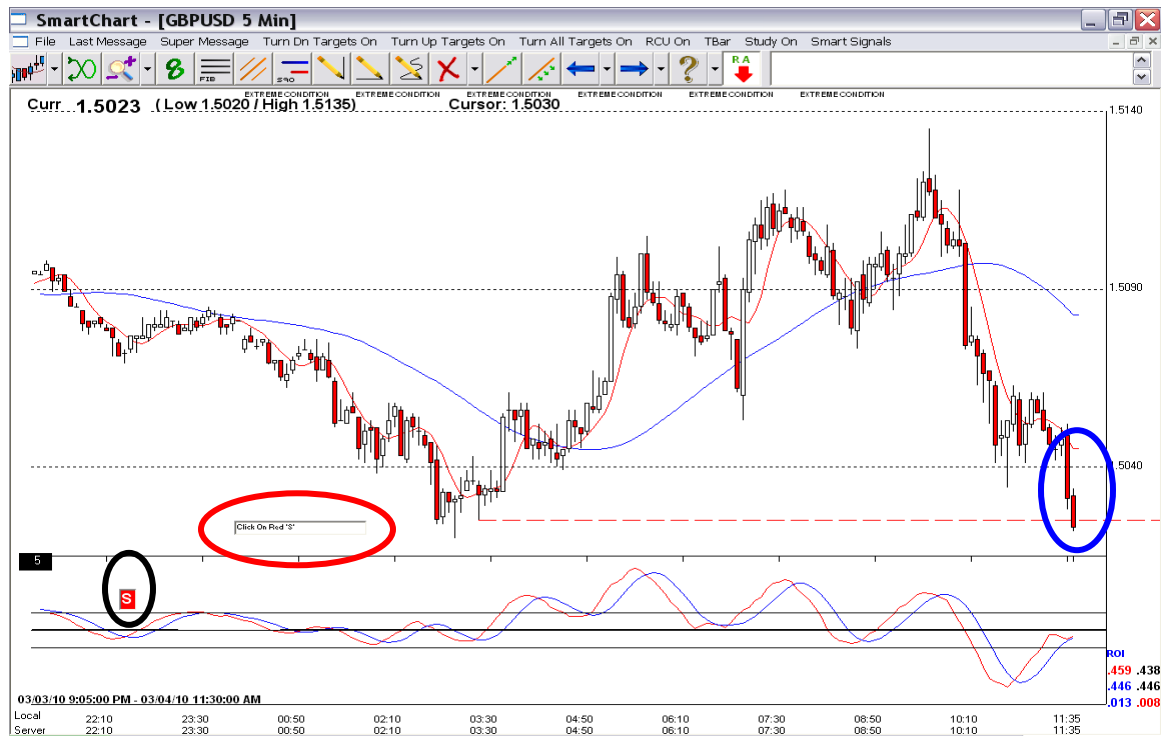 SmartChart - [GBPUSD 5 Min]
File Last Message Super Message Turn Dn Targets On Turn Up Targets On Turn All Targets On RCU On TBar Study On Smart Signals
FIB SRO ? RA
EXTREME CONDITION EXTREME CONDITION EXTREME CONDITION EXTREME CONDITION EXTREME CONDITION EXTREME CONDITION
Curr 1.5023 (Low 1.5020 / High 1.5135) Cursor: 1.5030
1.5140
1.5090
1.5040
Click On Red 'S'
5
S
ROI
.459 .438
.446 .446
.013 .008
03/03/10 9:05:00 PM - 03/04/10 11:30:00 AM
Local 22:10 23:30 00:50 02:10 03:30 04:50 06:10 07:30 08:50 10:10 11:35
Server 22:10 23:30 00:50 02:10 03:30 04:50 06:10 07:30 08:50 10:10 11:35